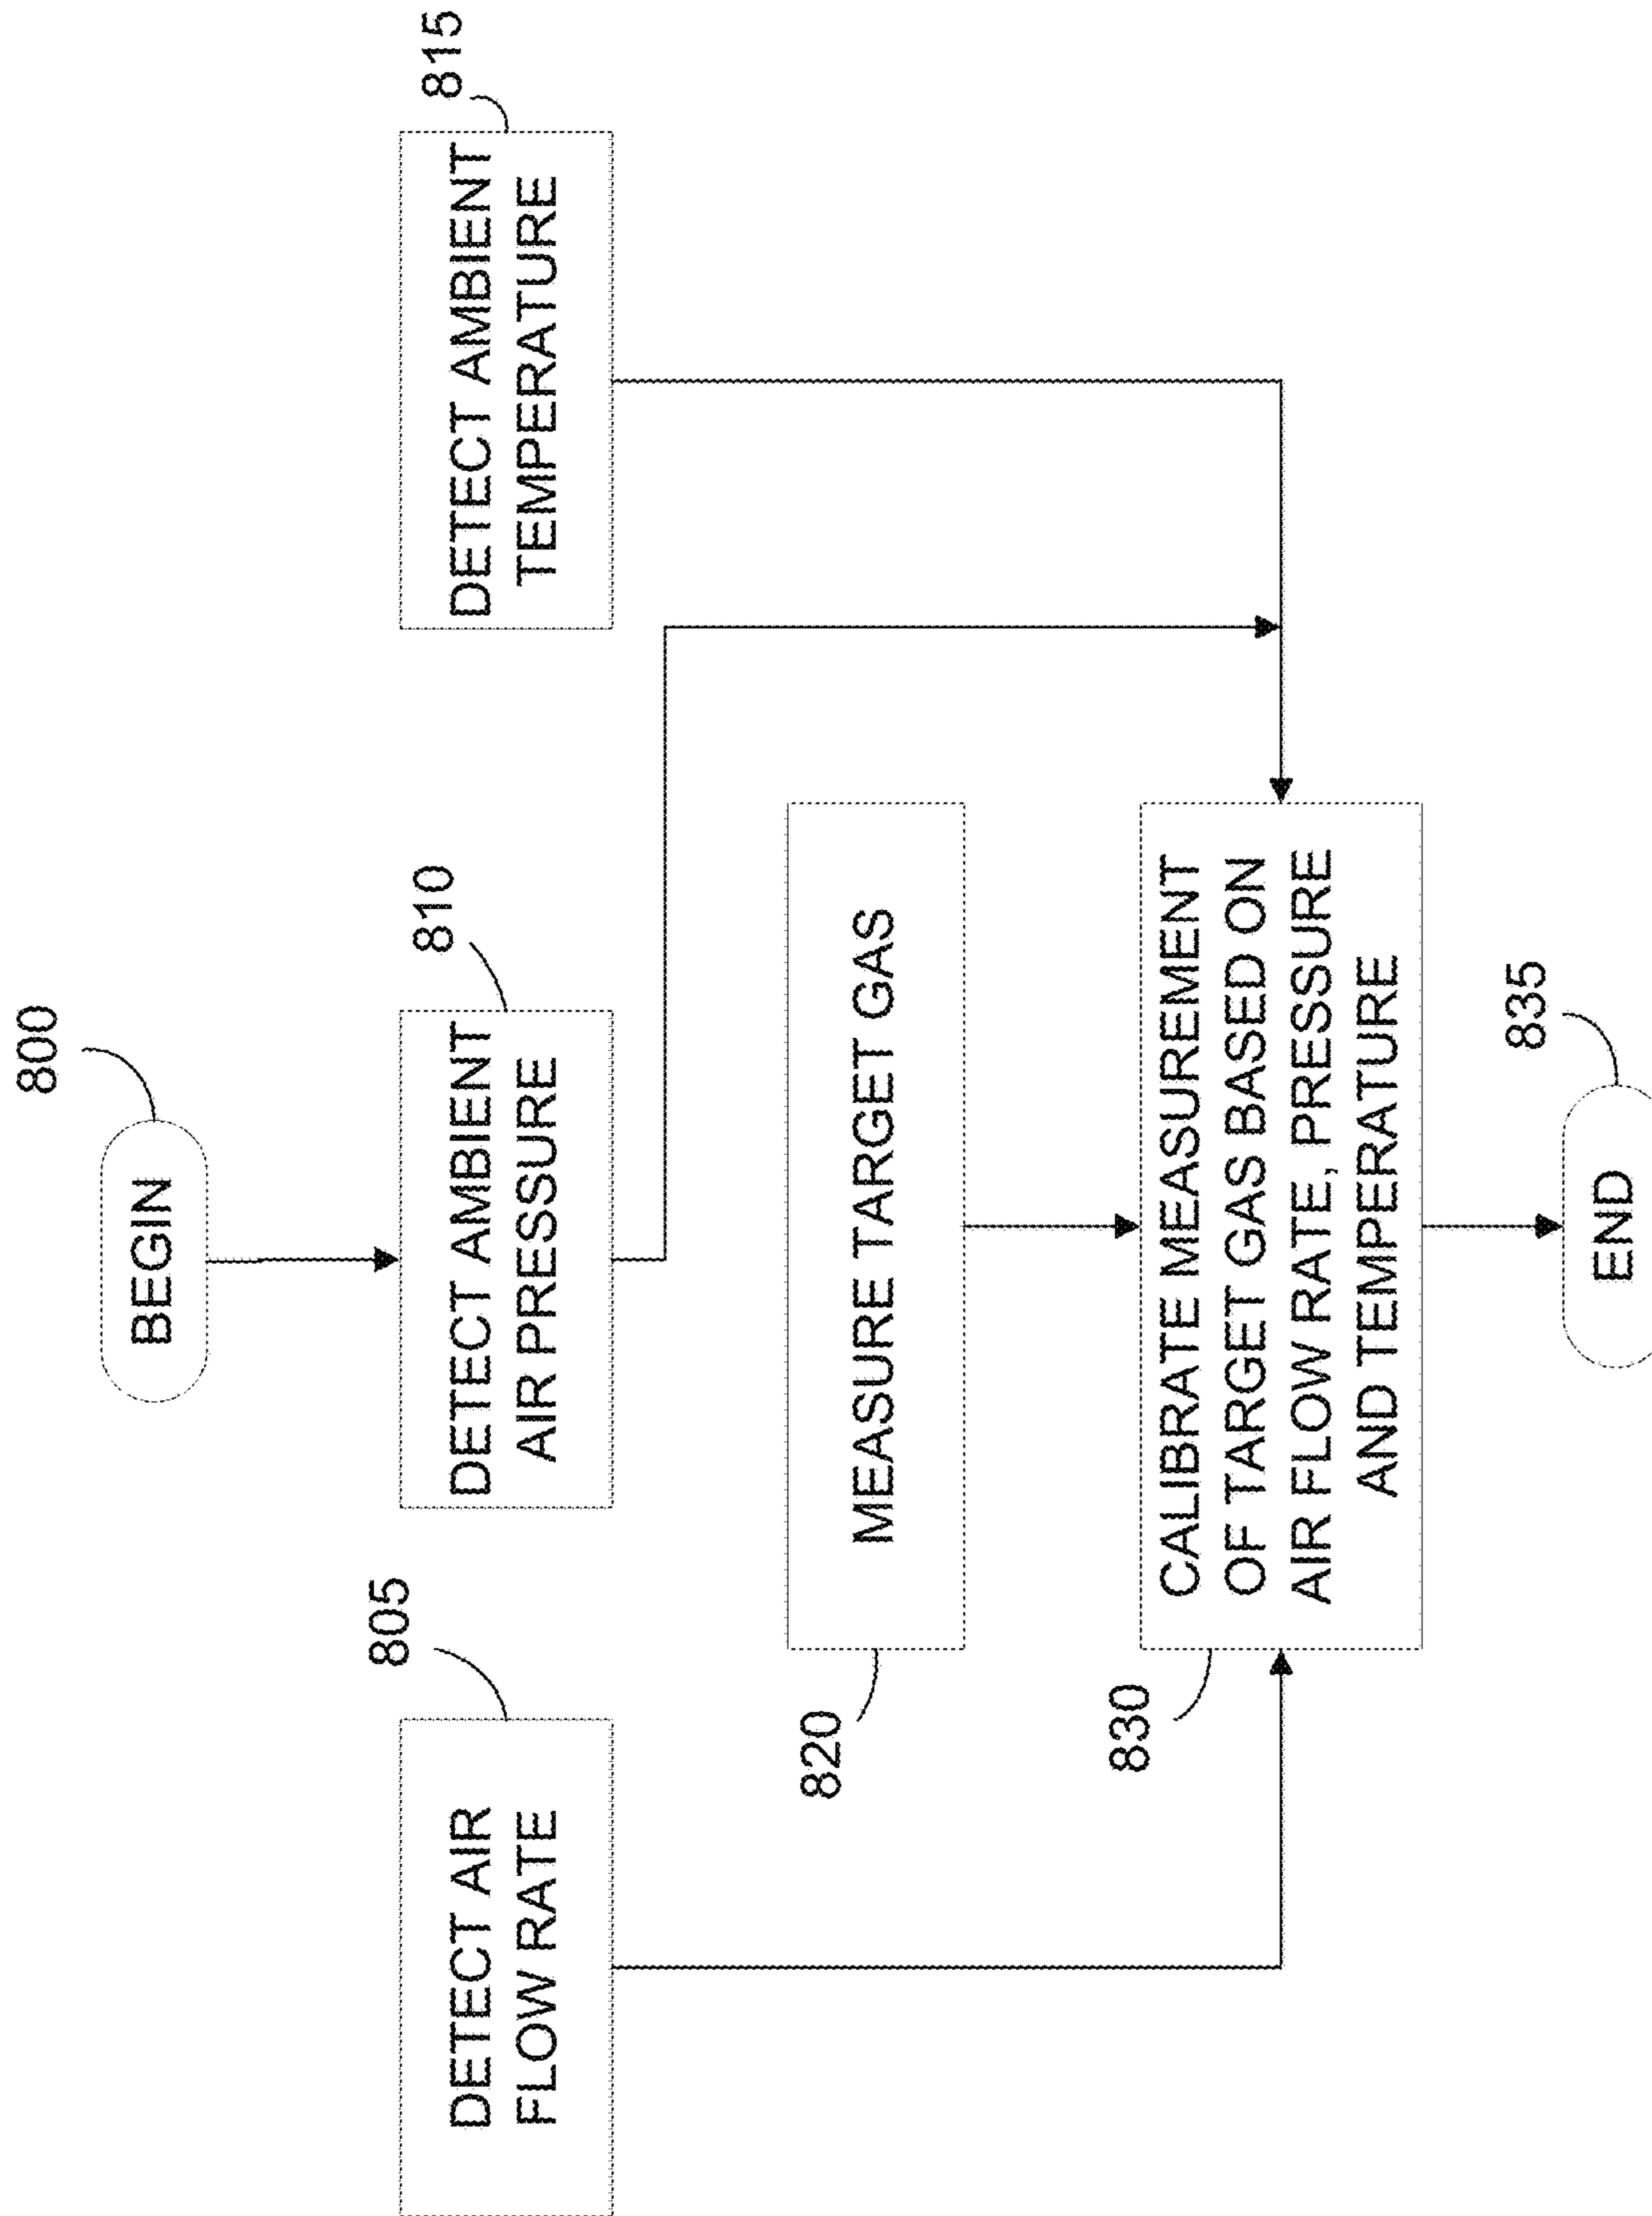 800
BEGIN
805
DETECT AIR
FLOW RATE
810
DETECT AMBIENT
AIR PRESSURE
815
DETECT AMBIENT
TEMPERATURE
820
MEASURE TARGET GAS
830
CALIBRATE MEASUREMENT
OF TARGET GAS BASED ON
AIR FLOW RATE, PRESSURE
AND TEMPERATURE
835
END